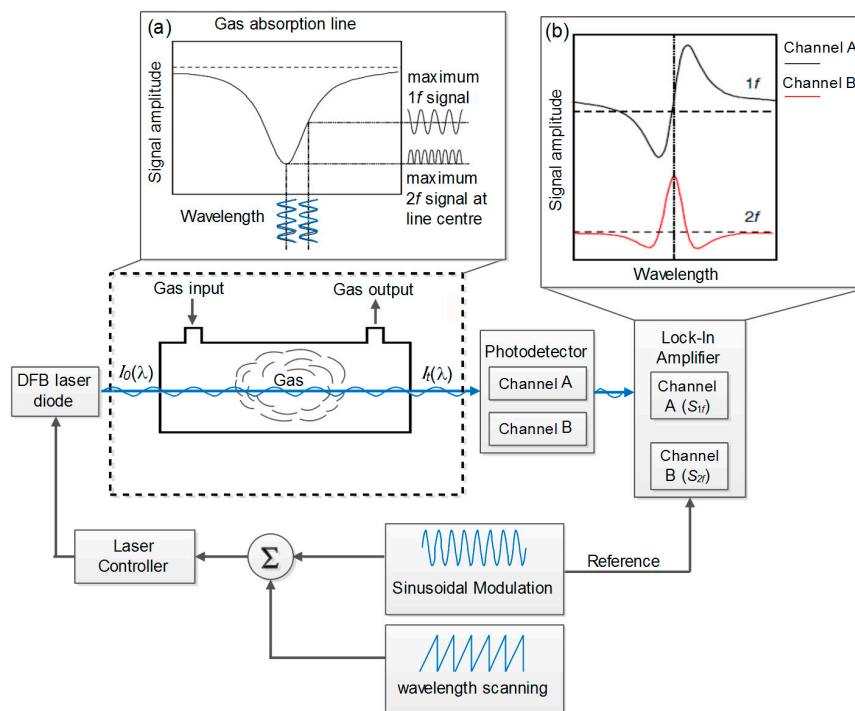 (a)
Gas absorption line
Signal amplitude
Wavelength
maximum
1f signal
maximum
2f signal at
line centre
(b)
Signal amplitude
1f
2f
Wavelength
Channel A
Channel B
Gas input
Gas output
DFB laser
diode
I0(λ)
Gas
It(λ)
Photodetector
Channel A
Channel B
Lock-In
Amplifier
Channel
A (S1f)
Channel
B (S2f)
Laser
Controller
Σ
Sinusoidal Modulation
Reference
wavelength scanning